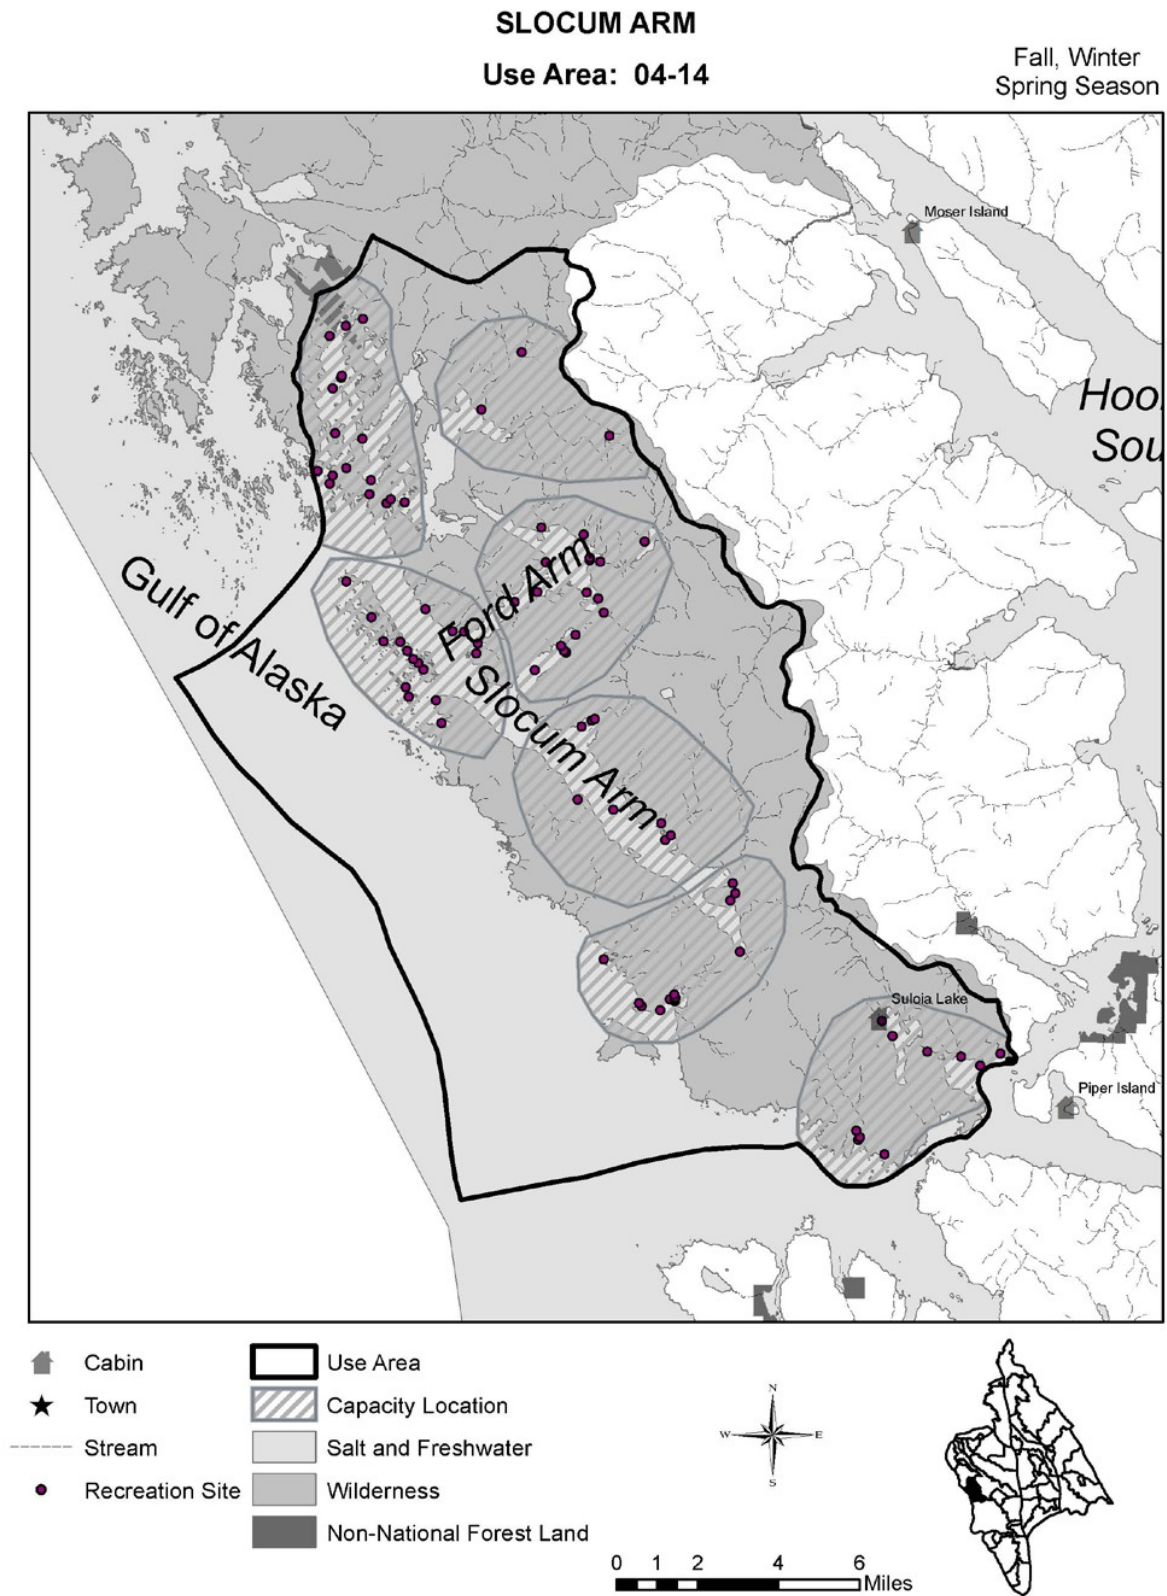 SLOCUM ARM
Use Area: 04-14
Fall, Winter
Spring Season
Moser Island
Hoo
Sou
Gulf of Alaska
Ford Arm
Slocum Arm
Suloia Lake
Piper Island
Cabin
Town
Stream
Recreation Site
Use Area
Capacity Location
Salt and Freshwater
Wilderness
Non-National Forest Land
N
W E
S
0 1 2 4 6
Miles